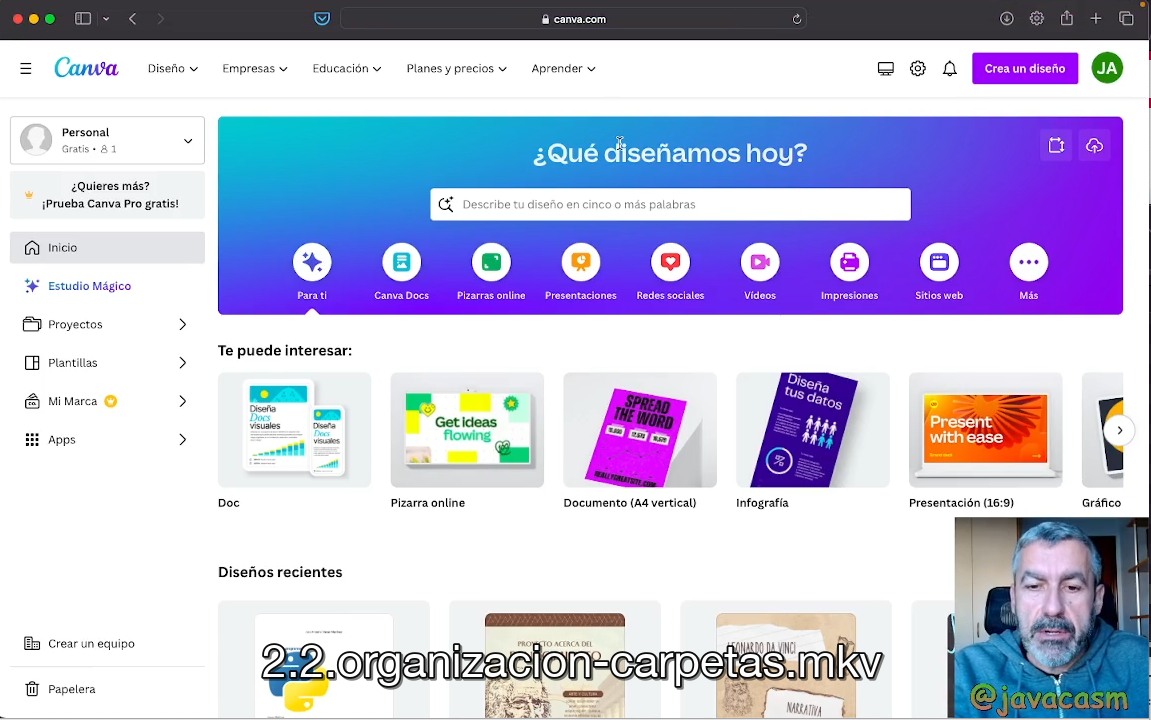 canva.com
Canva
Diseño
Empresas
Educación
Planes y precios
Aprender
Crea un diseño
JA
Personal
Gratis • 1
¿Quieres más?
¡Prueba Canva Pro gratis!
Inicio
Estudio Mágico
Proyectos
Plantillas
Mi Marca
Apps
Crear un equipo
Papelera
¿Qué diseñamos hoy?
Describe tu diseño en cinco o más palabras
Para ti
Canva Docs
Pizarras online
Presentaciones
Redes sociales
Vídeos
Impresiones
Sitios web
Más
Te puede interesar:
Diseña
Docs
visuales
Diseña
Docs
visuales
Get ideas
flowing
SPREAD
THE WORD
Diseña
tus datos
Present
with ease
Doc
Pizarra online
Documento (A4 vertical)
Infografía
Presentación (16:9)
Gráfico
Diseños recientes
PROYECTO ACERCA DEL
ARTE Y CULTURA
LEONARDO DA VINCI
NARRATIVA
2.2.organizacion-carpetas.mkv
@javacasm